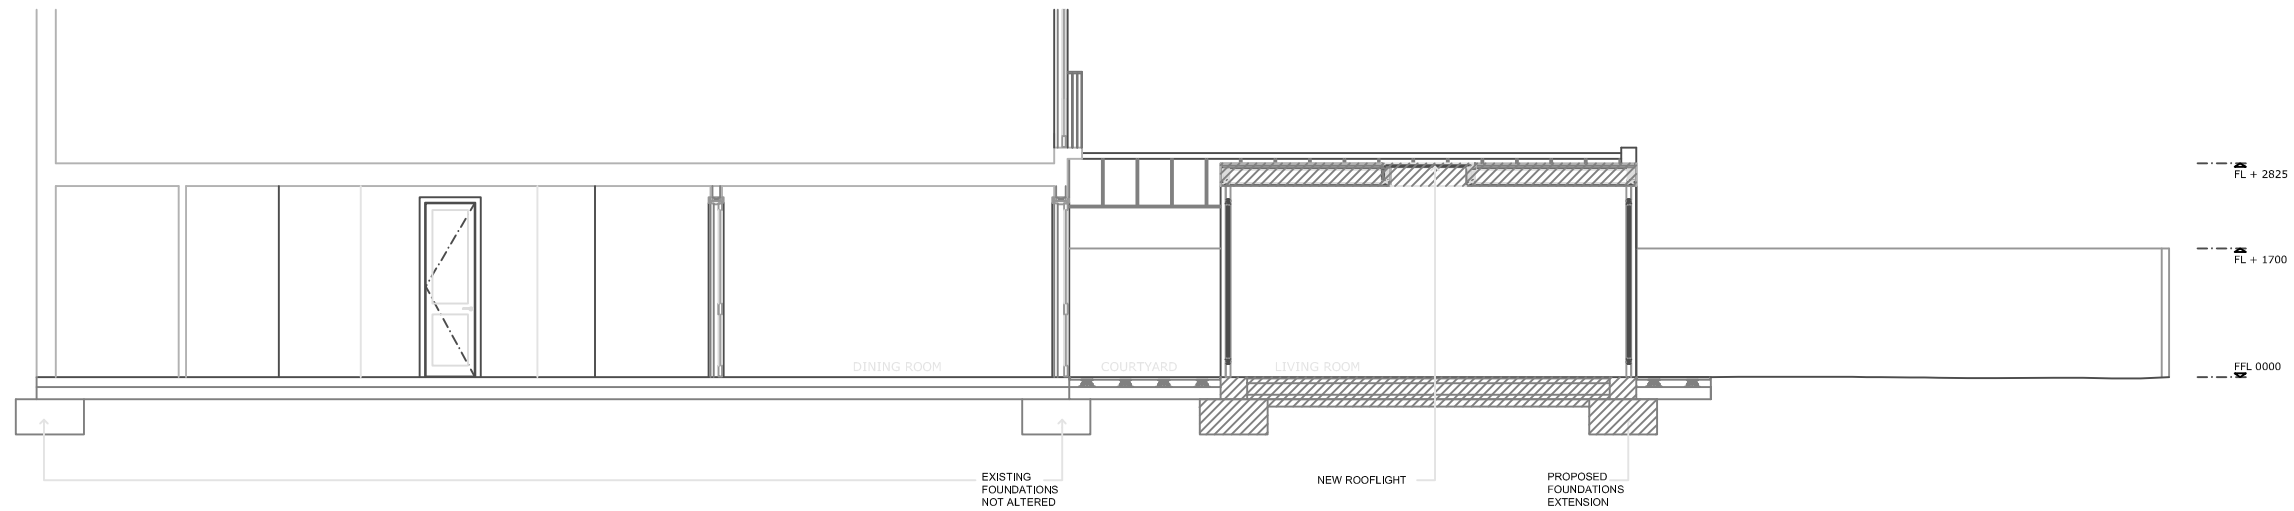 FL + 2825
FL + 1700
FFL 0000
DINING ROOM
COURTYARD
LIVING ROOM
EXISTING
FOUNDATIONS
NOT ALTERED
NEW ROOFLIGHT
PROPOSED
FOUNDATIONS
EXTENSION